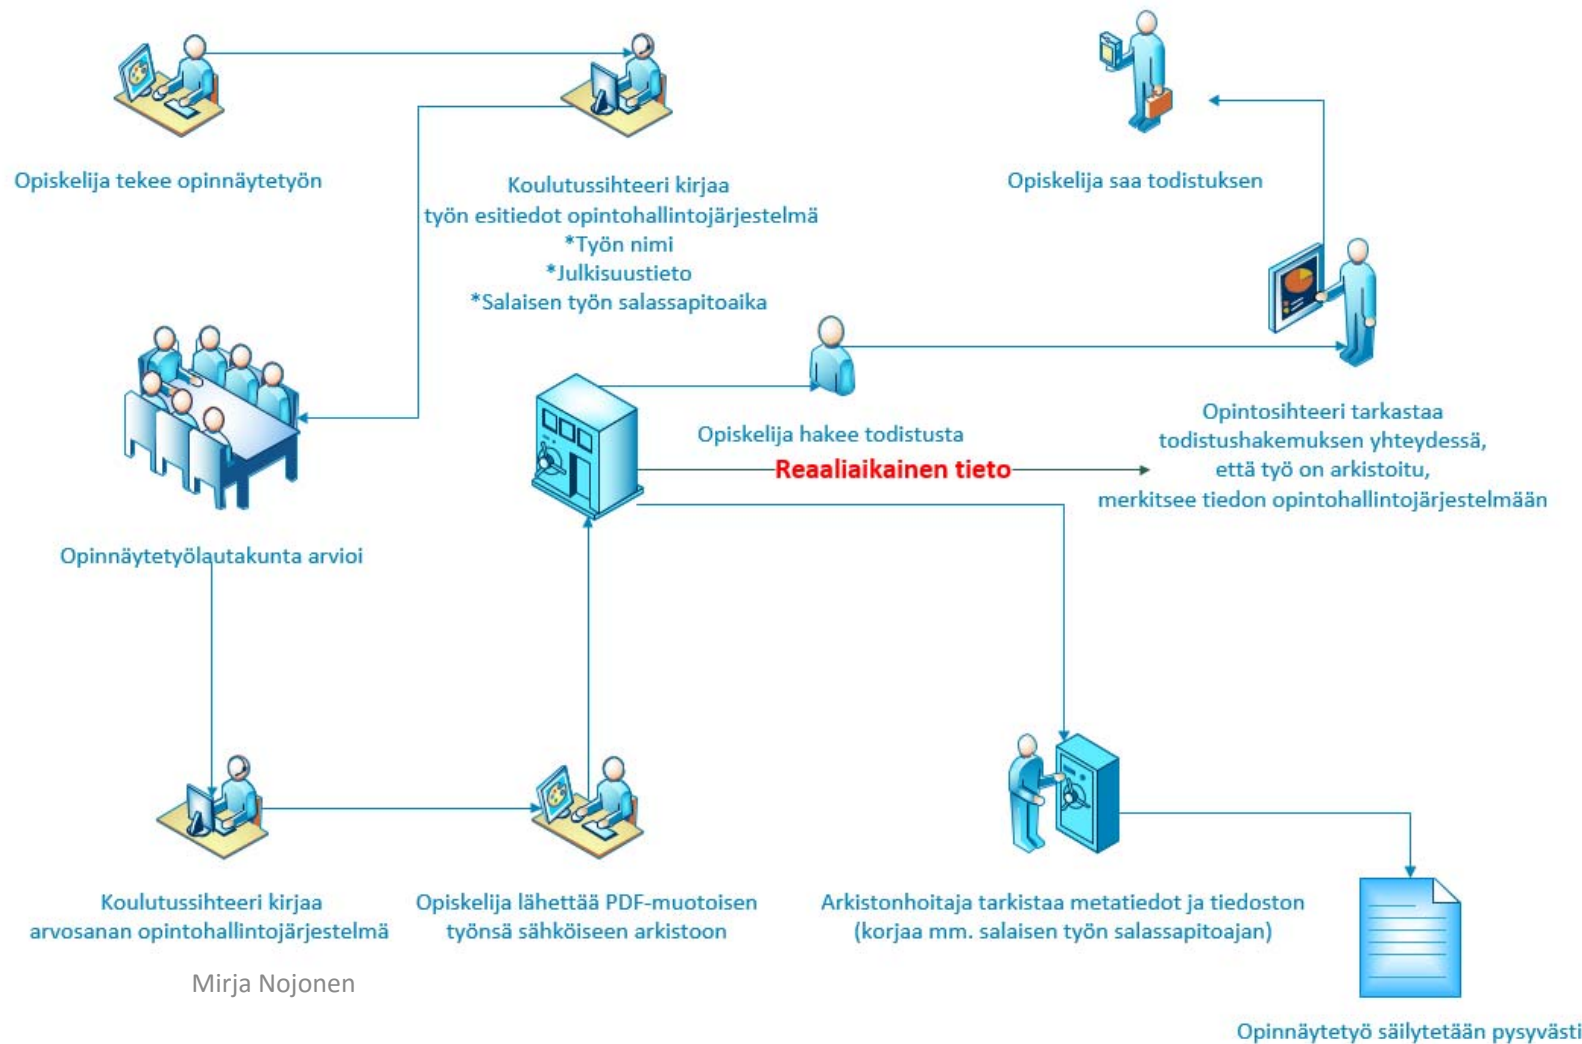 Opiskelija tekee opinnäytetyön
Koulutussihteeri kirjaa
työn esitiedot opintohallintojärjestelmä
*Työn nimi
*Julkisuustieto
*Salaisen työn salassapitoaika
Opiskelija saa todistuksen
Opiskelija hakee todistusta
Reaaliaikainen tieto
Opintosihteeri tarkastaa
todistushakemuksen yhteydessä,
että työ on arkistoitu,
merkitsee tiedon opintohallintojärjestelmään
Opinnäytetyölautakunta arvioi
Koulutussihteeri kirjaa
arvosanan opintohallintojärjestelmä
Opiskelija lähettää PDF-muotoisen
työnsä sähköiseen arkistoon
Arkistonhoitaja tarkistaa metatiedot ja tiedoston
(korjaa mm. salaisen työn salassapitoajan)
Mirja Nojonen
Opinnäytetyö säilytetään pysyvästi